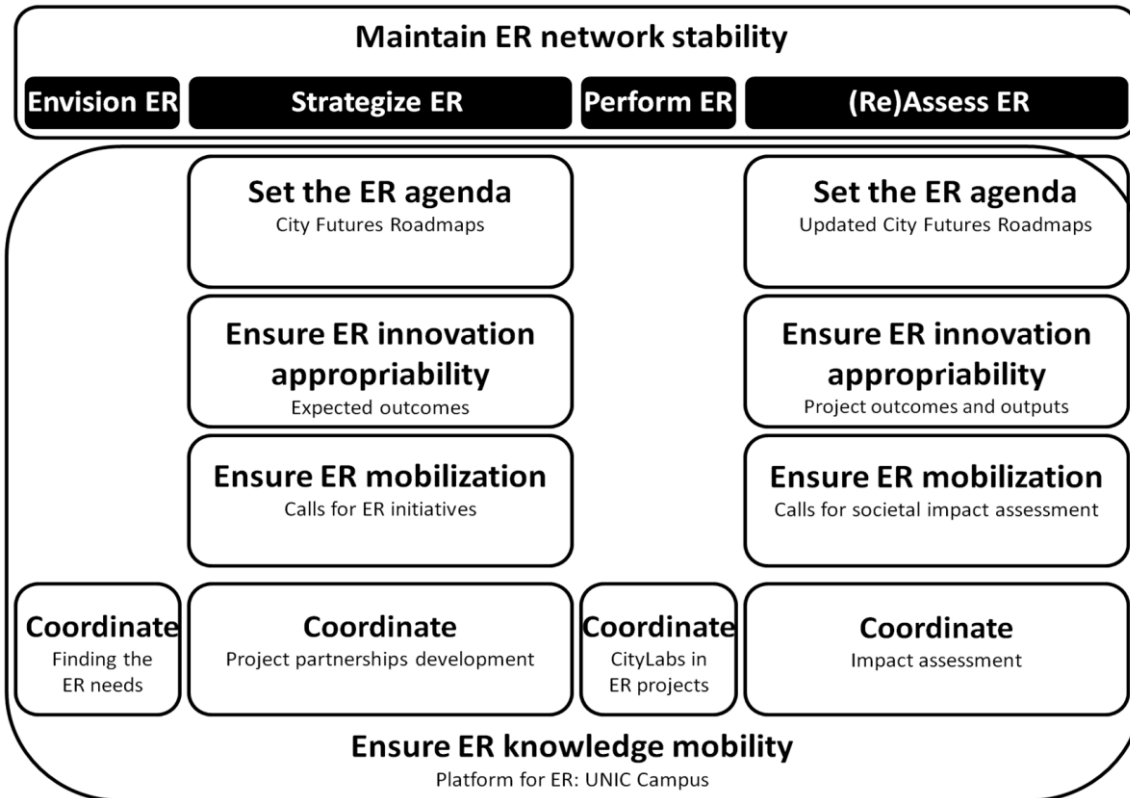 Maintain ER network stability
Envision ER
Strategize ER
Perform ER
(Re)Assess ER
Set the ER agenda
City Futures Roadmaps
Set the ER agenda
Updated City Futures Roadmaps
Ensure ER innovation
appropriability
Expected outcomes
Ensure ER innovation
appropriability
Project outcomes and outputs
Ensure ER mobilization
Calls for ER initiatives
Ensure ER mobilization
Calls for societal impact assessment
Coordinate
Finding the
ER needs
Coordinate
Project partnerships development
Coordinate
CityLabs in
ER projects
Coordinate
Impact assessment
Ensure ER knowledge mobility
Platform for ER: UNIC Campus